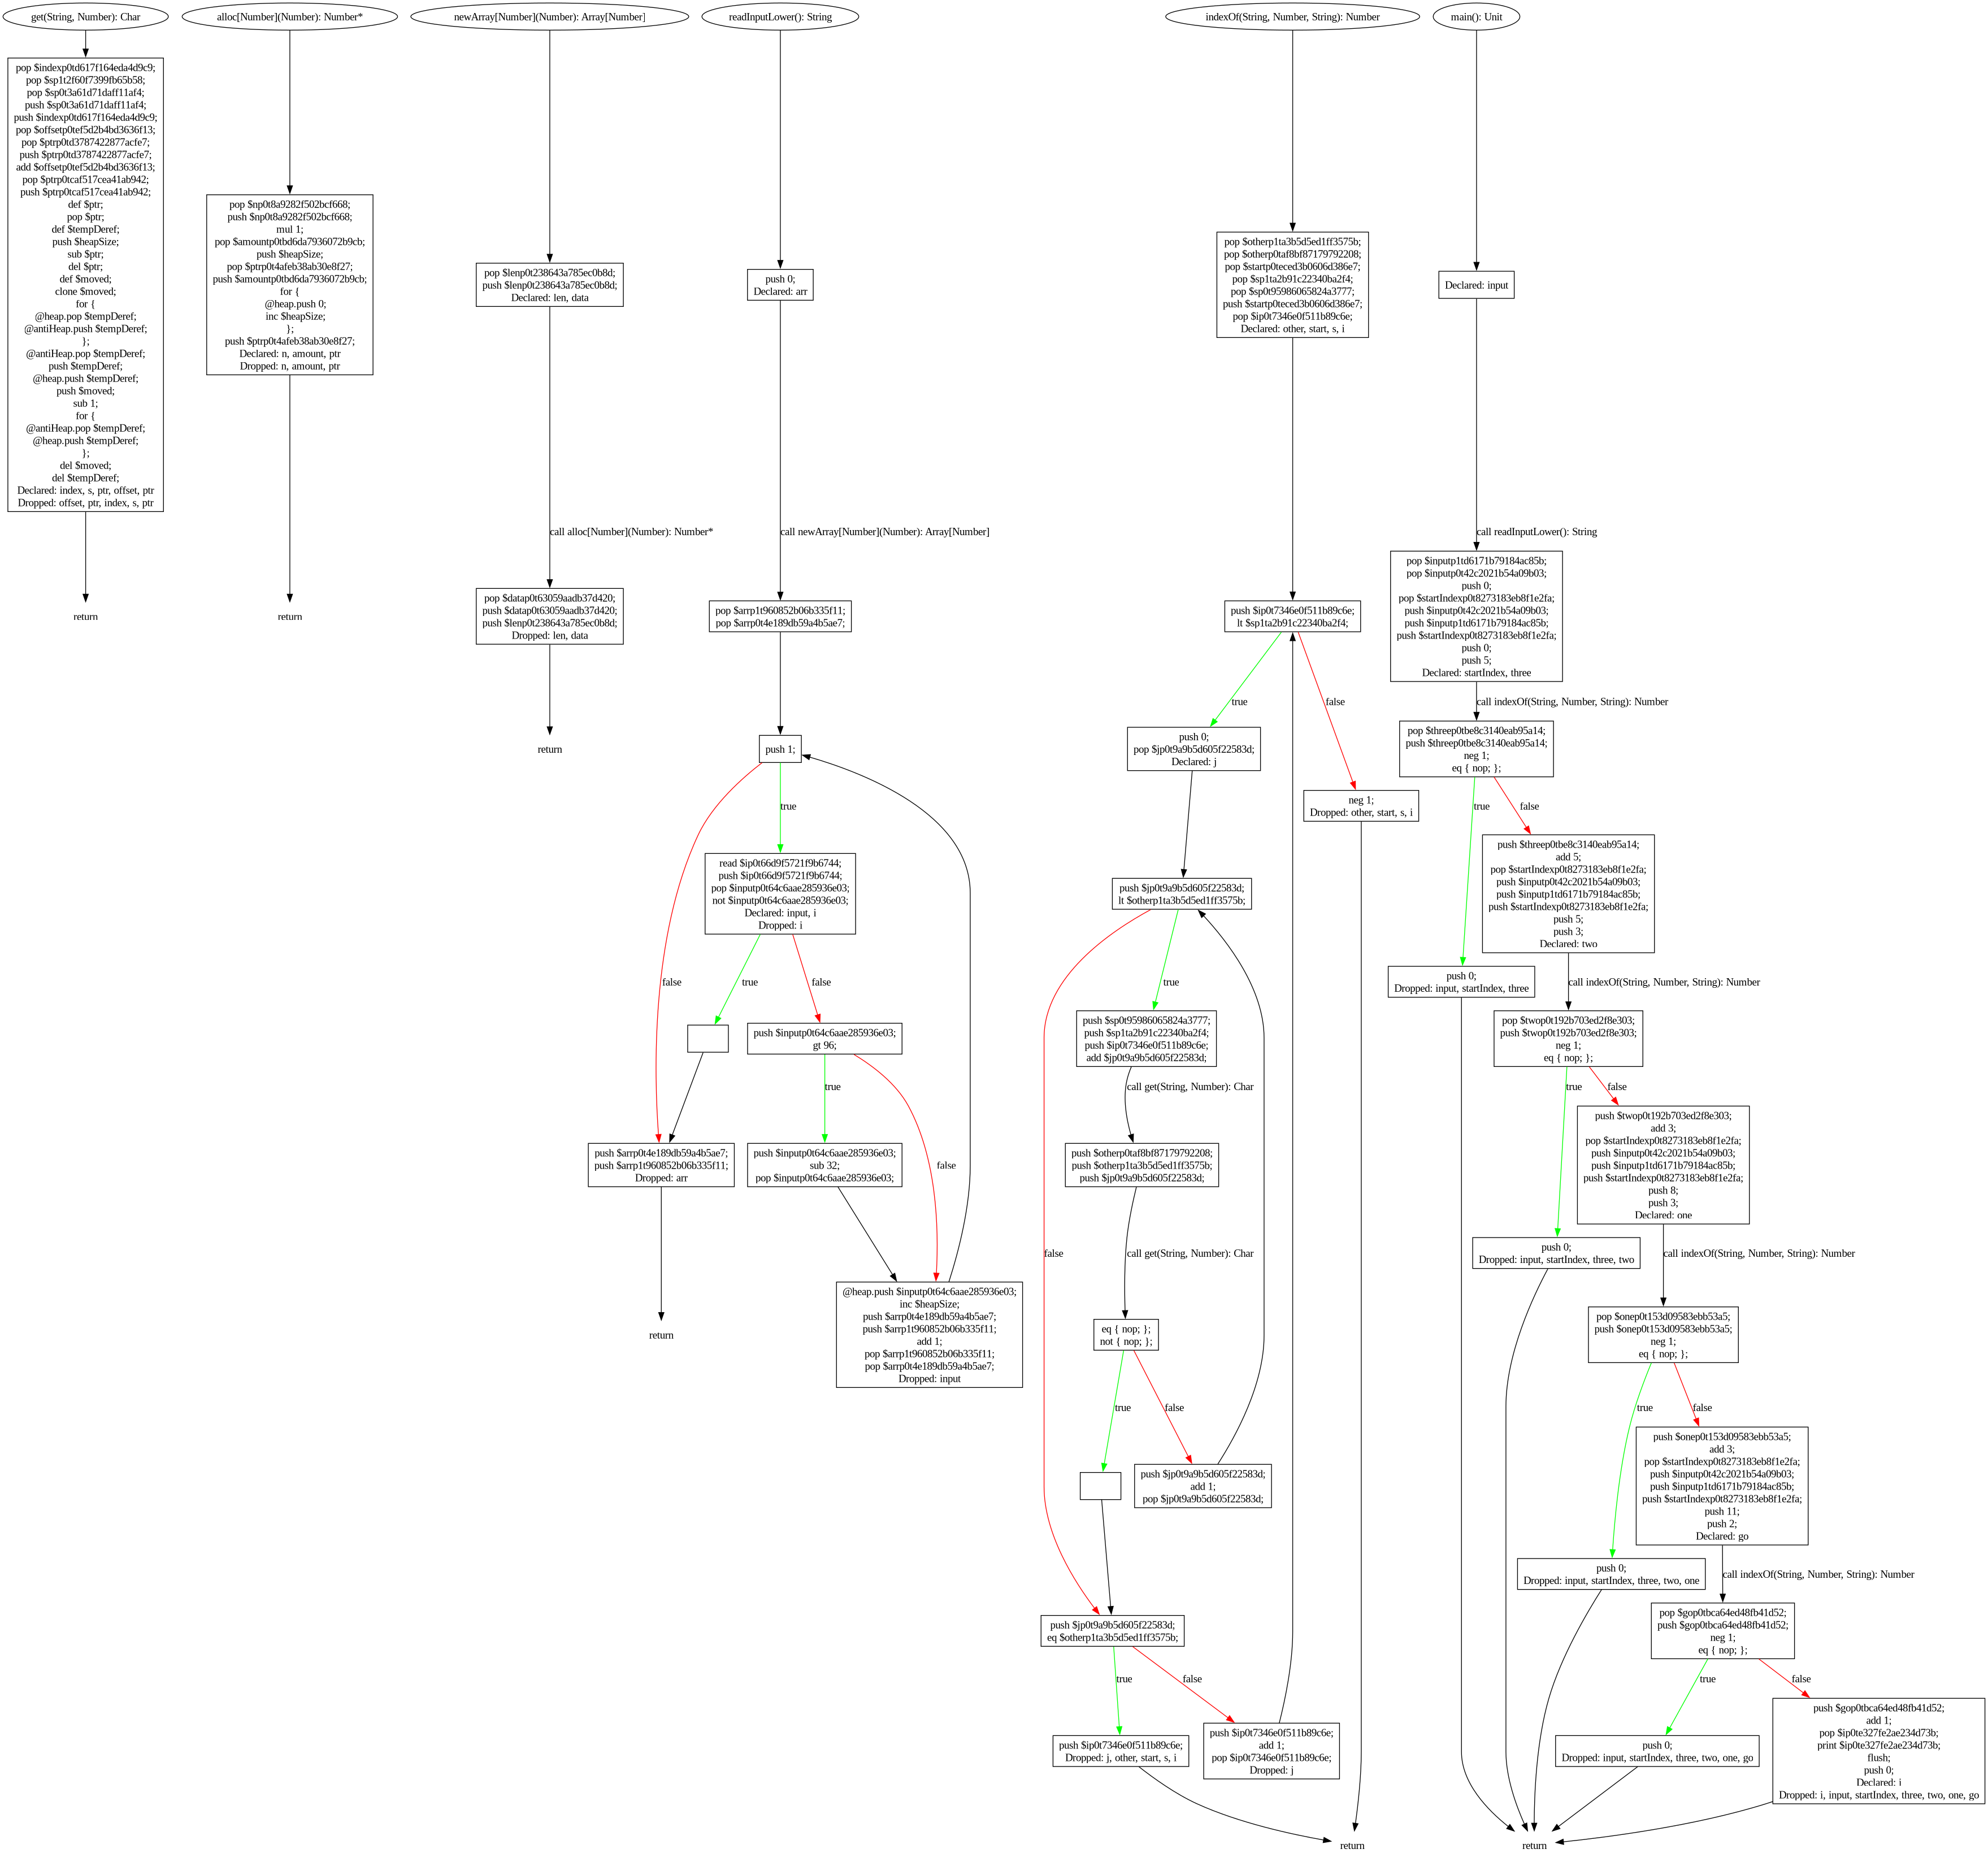 get(String, Number): Char
pop $indexp0td617f164eda4d9c9;
pop $sp1t2f60f7399fb65b58;
pop $sp0t3a61d71daff11af4;
push $sp0t3a61d71daff11af4;
push $indexp0td617f164eda4d9c9;
pop $offsetp0tef5d2b4bd3636f13;
pop $ptrp0td3787422877acfe7;
push $ptrp0td3787422877acfe7;
add $offsetp0tef5d2b4bd3636f13;
pop $ptrp0tcaf517cea41ab942;
push $ptrp0tcaf517cea41ab942;
def $ptr;
pop $ptr;
def $tempDeref;
push $heapSize;
sub $ptr;
del $ptr;
def $moved;
clone $moved;
for {
@heap.pop $tempDeref;
@antiHeap.push $tempDeref;
};
@antiHeap.pop $tempDeref;
push $tempDeref;
@heap.push $tempDeref;
push $moved;
sub 1;
for {
@antiHeap.pop $tempDeref;
@heap.push $tempDeref;
};
del $moved;
del $tempDeref;
Declared: index, s, ptr, offset, ptr
Dropped: offset, ptr, index, s, ptr
return
alloc[Number](Number): Number*
pop $np0t8a9282f502bcf668;
push $np0t8a9282f502bcf668;
mul 1;
pop $amountp0tbd6da7936072b9cb;
push $heapSize;
pop $ptrp0t4afeb38ab30e8f27;
push $amountp0tbd6da7936072b9cb;
for {
@heap.push 0;
inc $heapSize;
};
push $ptrp0t4afeb38ab30e8f27;
Declared: n, amount, ptr
Dropped: n, amount, ptr
return
newArray[Number](Number): Array[Number]
pop $lenp0t238643a785ec0b8d;
push $lenp0t238643a785ec0b8d;
Declared: len, data
call alloc[Number](Number): Number*
pop $datap0t63059aadb37d420;
push $datap0t63059aadb37d420;
push $lenp0t238643a785ec0b8d;
Dropped: len, data
return
readInputLower(): String
push 0;
Declared: arr
call newArray[Number](Number): Array[Number]
pop $arrp1t960852b06b335f11;
pop $arrp0t4e189db59a4b5ae7;
push 1;
true
false
read $ip0t66d9f5721f9b6744;
push $ip0t66d9f5721f9b6744;
pop $inputp0t64c6aae285936e03;
not $inputp0t64c6aae285936e03;
Declared: input, i
Dropped: i
true
false
push $inputp0t64c6aae285936e03;
gt 96;
true
false
push $arrp0t4e189db59a4b5ae7;
push $arrp1t960852b06b335f11;
Dropped: arr
push $inputp0t64c6aae285936e03;
sub 32;
pop $inputp0t64c6aae285936e03;
@heap.push $inputp0t64c6aae285936e03;
inc $heapSize;
push $arrp0t4e189db59a4b5ae7;
push $arrp1t960852b06b335f11;
add 1;
pop $arrp1t960852b06b335f11;
pop $arrp0t4e189db59a4b5ae7;
Dropped: input
return
indexOf(String, Number, String): Number
pop $otherp1ta3b5d5ed1ff3575b;
pop $otherp0taf8bf87179792208;
pop $startp0teced3b0606d386e7;
pop $sp1ta2b91c22340ba2f4;
pop $sp0t95986065824a3777;
push $startp0teced3b0606d386e7;
pop $ip0t7346e0f511b89c6e;
Declared: other, start, s, i
push $ip0t7346e0f511b89c6e;
lt $sp1ta2b91c22340ba2f4;
true
false
push 0;
pop $jp0t9a9b5d605f22583d;
Declared: j
neg 1;
Dropped: other, start, s, i
push $jp0t9a9b5d605f22583d;
lt $otherp1ta3b5d5ed1ff3575b;
true
false
push $sp0t95986065824a3777;
push $sp1ta2b91c22340ba2f4;
push $ip0t7346e0f511b89c6e;
add $jp0t9a9b5d605f22583d;
call get(String, Number): Char
push $otherp0taf8bf87179792208;
push $otherp1ta3b5d5ed1ff3575b;
push $jp0t9a9b5d605f22583d;
call get(String, Number): Char
eq { nop; };
not { nop; };
true
false
push $jp0t9a9b5d605f22583d;
add 1;
pop $jp0t9a9b5d605f22583d;
push $jp0t9a9b5d605f22583d;
eq $otherp1ta3b5d5ed1ff3575b;
true
false
push $ip0t7346e0f511b89c6e;
Dropped: j, other, start, s, i
push $ip0t7346e0f511b89c6e;
add 1;
pop $ip0t7346e0f511b89c6e;
Dropped: j
return
main(): Unit
Declared: input
call readInputLower(): String
pop $inputp1td6171b79184ac85b;
pop $inputp0t42c2021b54a09b03;
push 0;
pop $startIndexp0t8273183eb8f1e2fa;
push $inputp0t42c2021b54a09b03;
push $inputp1td6171b79184ac85b;
push $startIndexp0t8273183eb8f1e2fa;
push 0;
push 5;
Declared: startIndex, three
call indexOf(String, Number, String): Number
pop $threep0tbe8c3140eab95a14;
push $threep0tbe8c3140eab95a14;
neg 1;
eq { nop; };
true
false
push $threep0tbe8c3140eab95a14;
add 5;
pop $startIndexp0t8273183eb8f1e2fa;
push $inputp0t42c2021b54a09b03;
push $inputp1td6171b79184ac85b;
push $startIndexp0t8273183eb8f1e2fa;
push 5;
push 3;
Declared: two
push 0;
Dropped: input, startIndex, three
call indexOf(String, Number, String): Number
pop $twop0t192b703ed2f8e303;
push $twop0t192b703ed2f8e303;
neg 1;
eq { nop; };
true
false
push $twop0t192b703ed2f8e303;
add 3;
pop $startIndexp0t8273183eb8f1e2fa;
push $inputp0t42c2021b54a09b03;
push $inputp1td6171b79184ac85b;
push $startIndexp0t8273183eb8f1e2fa;
push 8;
push 3;
Declared: one
push 0;
Dropped: input, startIndex, three, two
call indexOf(String, Number, String): Number
pop $onep0t153d09583ebb53a5;
push $onep0t153d09583ebb53a5;
neg 1;
eq { nop; };
true
false
push $onep0t153d09583ebb53a5;
add 3;
pop $startIndexp0t8273183eb8f1e2fa;
push $inputp0t42c2021b54a09b03;
push $inputp1td6171b79184ac85b;
push $startIndexp0t8273183eb8f1e2fa;
push 11;
push 2;
Declared: go
push 0;
Dropped: input, startIndex, three, two, one
call indexOf(String, Number, String): Number
pop $gop0tbca64ed48fb41d52;
push $gop0tbca64ed48fb41d52;
neg 1;
eq { nop; };
true
false
push 0;
Dropped: input, startIndex, three, two, one, go
push $gop0tbca64ed48fb41d52;
add 1;
pop $ip0te327fe2ae234d73b;
print $ip0te327fe2ae234d73b;
flush;
push 0;
Declared: i
Dropped: i, input, startIndex, three, two, one, go
return